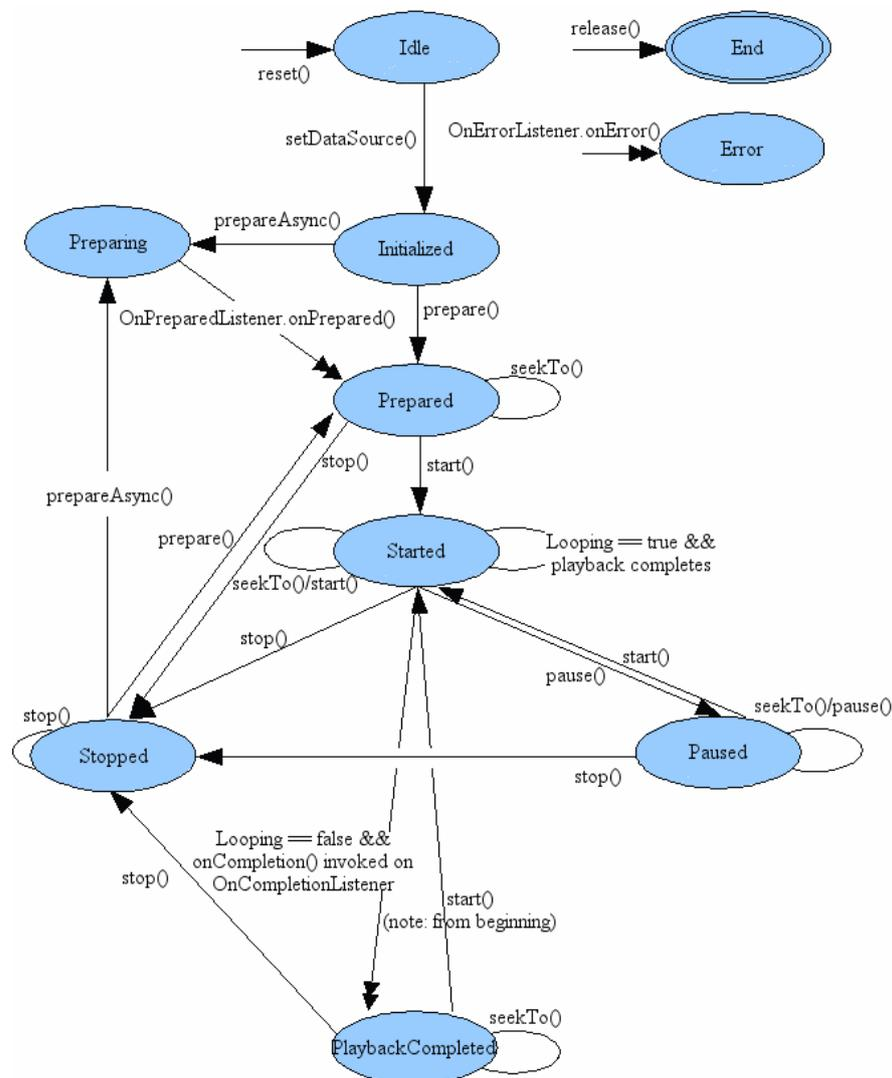 Idle
release()
End
reset()
setDataSource()
OnErrorListener.onError()
Error
prepareAsync()
Preparing
Initialized
prepare()
OnPreparedListener.onPrepared()
seekTo()
Prepared
stop()
start()
prepareAsync()
prepare()
Started
Looping == true &&
playback completes
seekTo()/start()
stop()
start()
pause()
seekTo()/pause()
stop()
Stopped
Paused
stop()
Looping == false &&
onCompletion() invoked on
OnCompletionListener
stop()
start()
(note: from beginning)
seekTo()
PlaybackCompleted